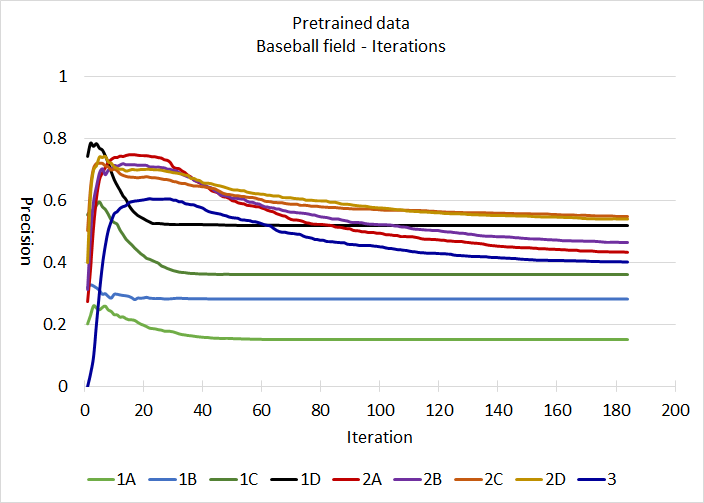 Pretrained data
Baseball field - Iterations
1
0.8
0.6
0.4
0.2
0
Precision
0 20 40 60 80 100 120 140 160 180 200
Iteration
1A 1B 1C 1D 2A 2B 2C 2D 3